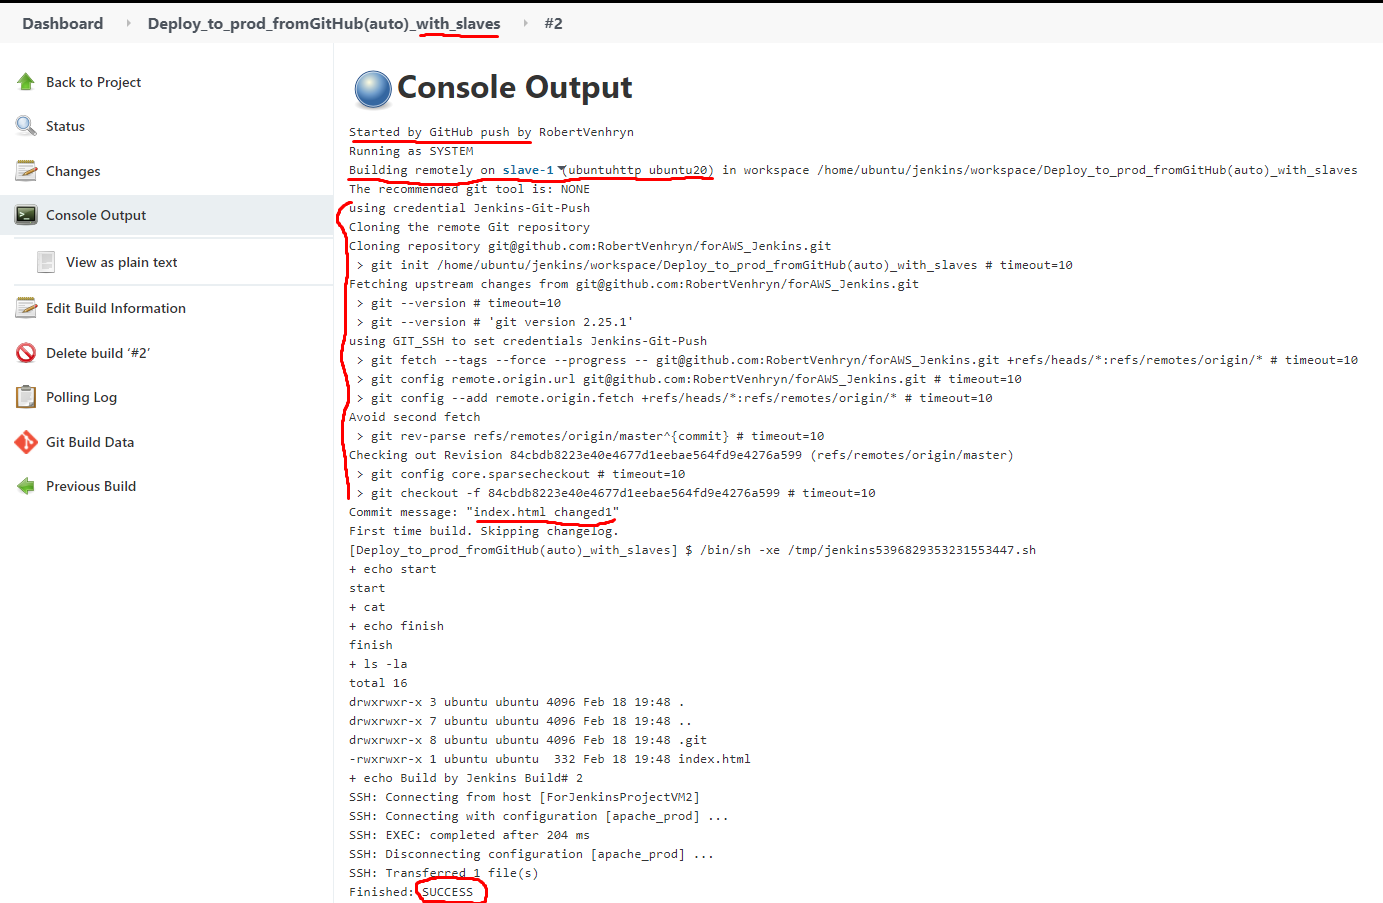 Dashboard Deploy_to_prod_fromGitHub(auto)_with_slaves #2
Back to Project
Status
Changes
Console Output
View as plain text
Edit Build Information
Delete build ‘#2’
Polling Log
Git Build Data
Previous Build
Console Output
Started by GitHub push by RobertVenhryn
Running as SYSTEM
Building remotely on slave-1 (ubuntuhttp ubuntu20) in workspace /home/ubuntu/jenkins/workspace/Deploy_to_prod_fromGitHub(auto)_with_slaves
The recommended git tool is: NONE
using credential Jenkins-Git-Push
Cloning the remote Git repository
Cloning repository git@github.com:RobertVenhryn/forAWS_Jenkins.git
> git init /home/ubuntu/jenkins/workspace/Deploy_to_prod_fromGitHub(auto)_with_slaves # timeout=10
Fetching upstream changes from git@github.com:RobertVenhryn/forAWS_Jenkins.git
> git --version # timeout=10
> git --version # 'git version 2.25.1'
using GIT_SSH to set credentials Jenkins-Git-Push
> git fetch --tags --force --progress -- git@github.com:RobertVenhryn/forAWS_Jenkins.git +refs/heads/*:refs/remotes/origin/* # timeout=10
> git config remote.origin.url git@github.com:RobertVenhryn/forAWS_Jenkins.git # timeout=10
> git config --add remote.origin.fetch +refs/heads/*:refs/remotes/origin/* # timeout=10
Avoid second fetch
> git rev-parse refs/remotes/origin/master^{commit} # timeout=10
Checking out Revision 84cbdb8223e40e4677d1eebae564fd9e4276a599 (refs/remotes/origin/master)
> git config core.sparsecheckout # timeout=10
> git checkout -f 84cbdb8223e40e4677d1eebae564fd9e4276a599 # timeout=10
Commit message: "index.html changed1"
First time build. Skipping changelog.
[Deploy_to_prod_fromGitHub(auto)_with_slaves] $ /bin/sh -xe /tmp/jenkins5396829353231553447.sh
+ echo start
start
+ cat
+ echo finish
finish
+ ls -la
total 16
drwxrwxr-x 3 ubuntu ubuntu 4096 Feb 18 19:48 .
drwxrwxr-x 7 ubuntu ubuntu 4096 Feb 18 19:48 ..
drwxrwxr-x 8 ubuntu ubuntu 4096 Feb 18 19:48 .git
-rwxrwxr-x 1 ubuntu ubuntu  332 Feb 18 19:48 index.html
+ echo Build by Jenkins Build# 2
SSH: Connecting from host [ForJenkinsProjectVM2]
SSH: Connecting with configuration [apache_prod] ...
SSH: EXEC: completed after 204 ms
SSH: Disconnecting configuration [apache_prod] ...
SSH: Transferred 1 file(s)
Finished: SUCCESS